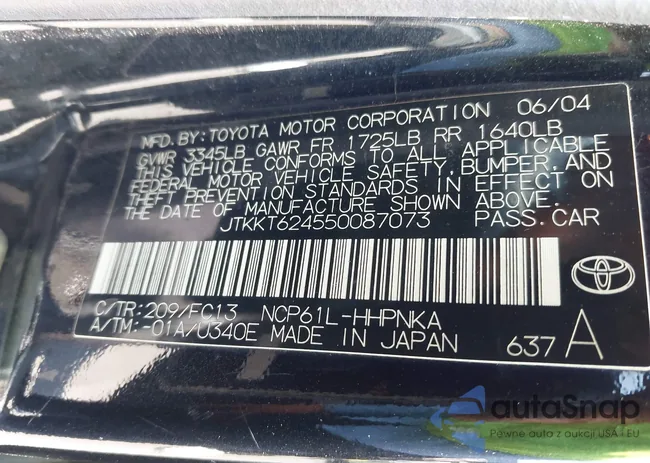 MFD. BY: TOYOTA MOTOR CORPORATION 06/04
GVWR 3345LB GAWR FR 1725LB RR 1640LB
THIS VEHICLE CONFORMS TO ALL APPLICABLE
FEDERAL MOTOR VEHICLE SAFETY, BUMPER, AND
THEFT PREVENTION STANDARDS IN EFFECT ON
THE DATE OF MANUFACTURE SHOWN ABOVE.
JTKKT624550087073 PASS. CAR
C/TR: 209/FC13 NCP61L-HHPNKA
A/TM: -01A/U340E MADE IN JAPAN 637 A
autoSnap
Pewne auto z aukcji USA i EU